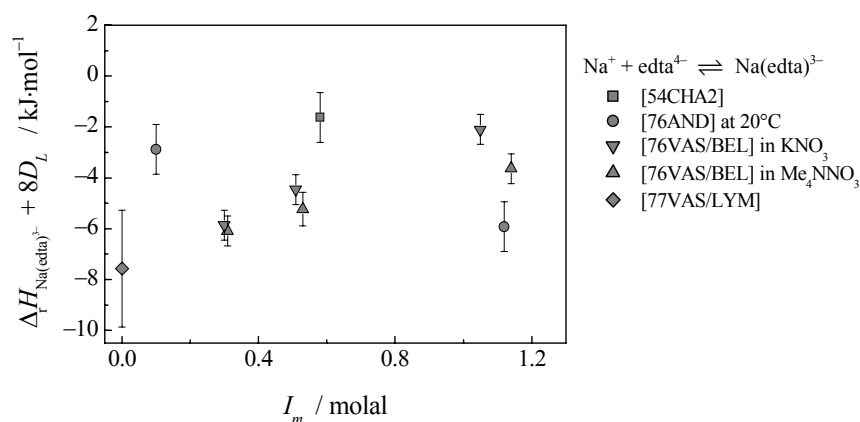 2
0
−2
−4
−6
−8
−10
0.0 0.4 0.8 1.2
ΔrHNa(edta)³⁻ + 8DL / kJ·mol⁻¹
Im / molal
Na⁺ + edta⁴⁻ ⇌ Na(edta)³⁻
[54CHA2]
[76AND] at 20°C
[76VAS/BEL] in KNO₃
[76VAS/BEL] in Me₄NNO₃
[77VAS/LYM]